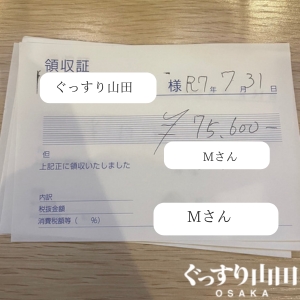 領収証
ぐっすり山田 様 R7年 7月 31日
¥75,600-
但 Mさん
上記正に領収いたしました
内訳
税抜金額
消費税額等( %) Mさん
ぐっすり山田
OSAKA